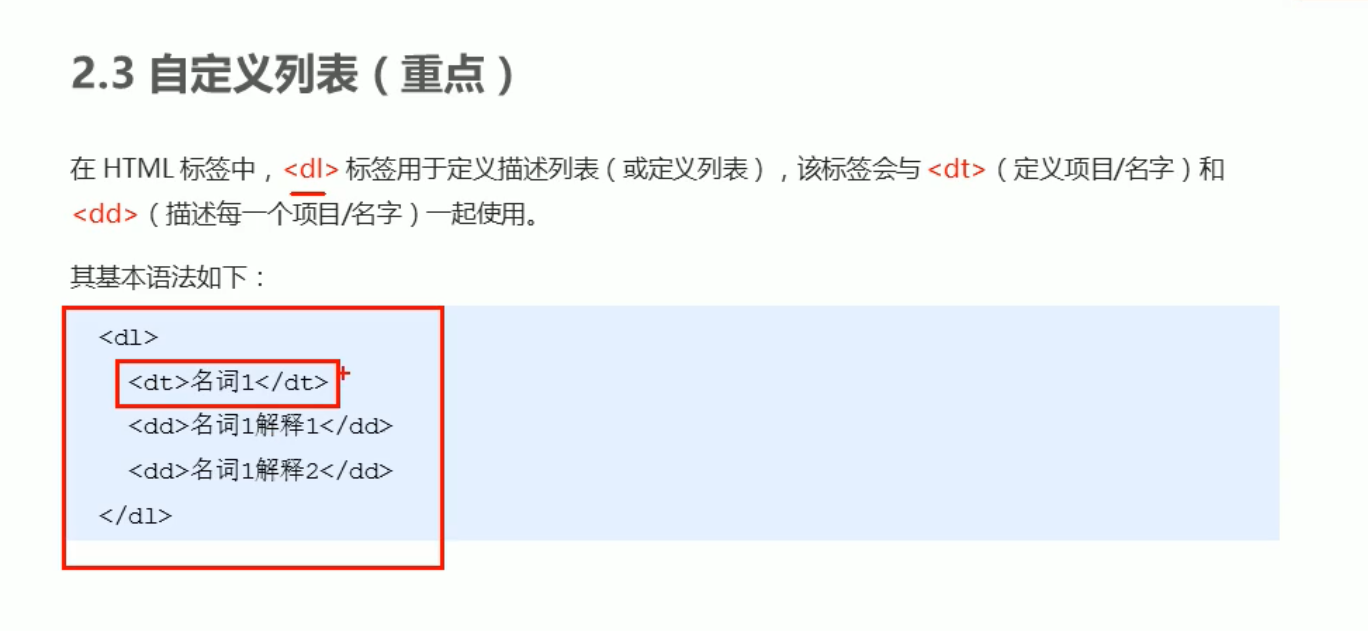 2.3 自定义列表（重点）
在 HTML 标签中，<dl> 标签用于定义描述列表（或定义列表），该标签会与 <dt>（定义项目/名字）和
<dd>（描述每一个项目/名字）一起使用。
其基本语法如下：
<dl>
<dt>名词1</dt>
<dd>名词1解释1</dd>
<dd>名词1解释2</dd>
</dl>